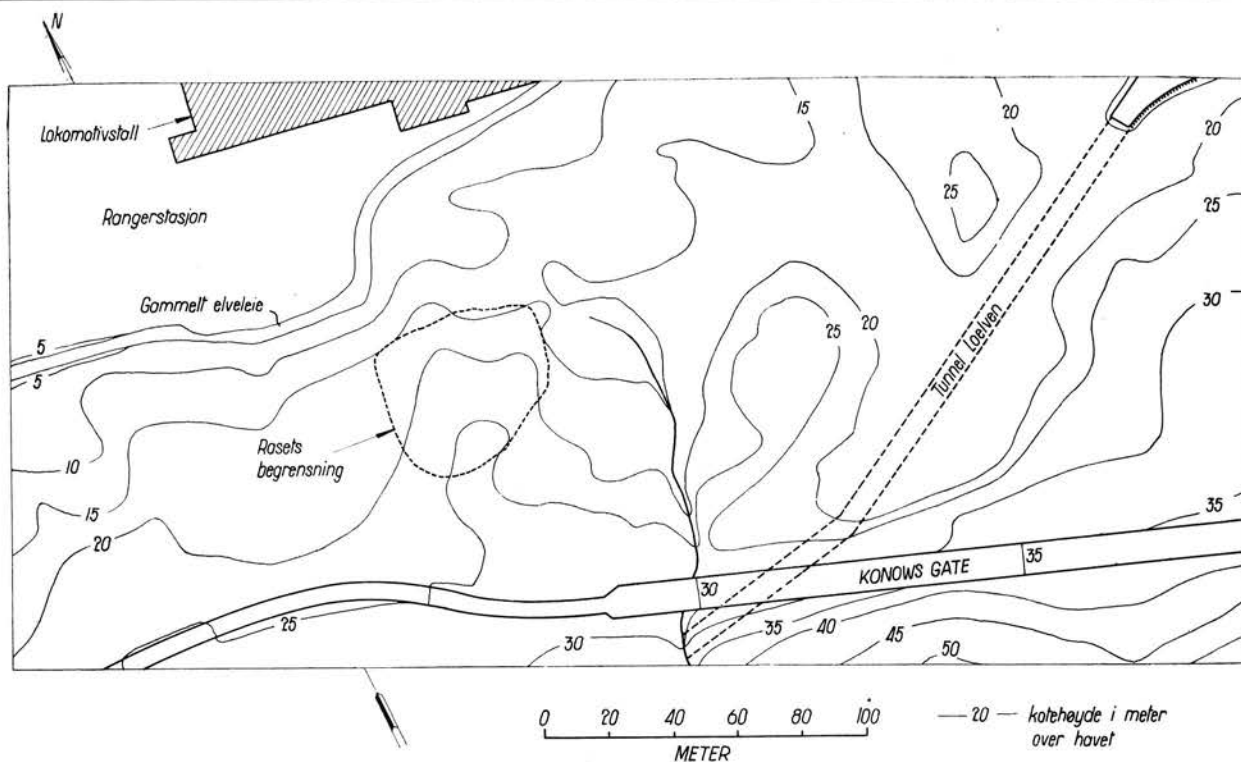 N
15
20
20
Lokomotivstall
25
25
Rangerstasjon
30
Gammelt elveleie
25
20
5
5
Tunnel Loelven
Rasets
begrensning
10
15
35
20
35
KONOWS GATE
30
25
30
35
40
45
50
0 20 40 60 80 100
METER
20 kotehøyde i meter
over havet